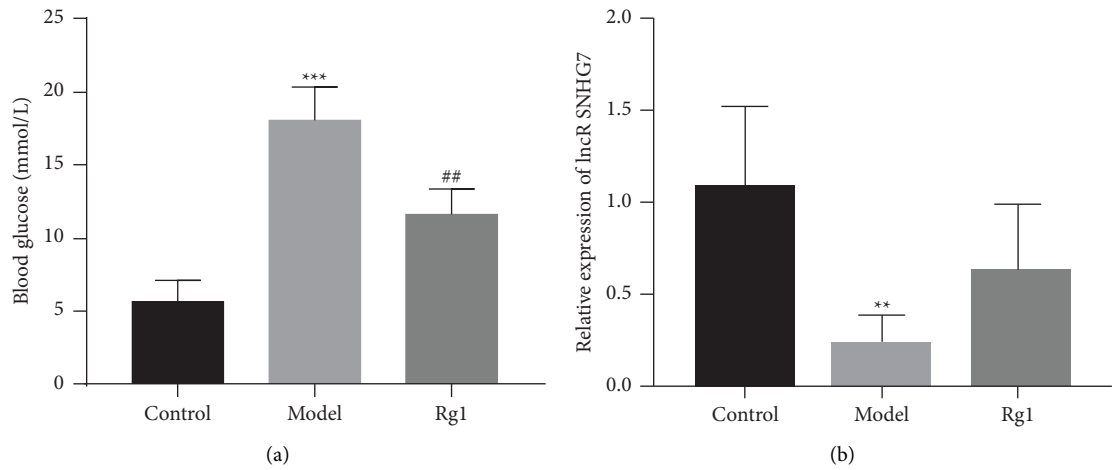 Blood glucose (mmol/L)
25
20
15
10
5
0
***
##
Control
Model
Rg1
(a)
Relative expression of lncR SNHG7
2.0
1.5
1.0
0.5
0.0
**
Control
Model
Rg1
(b)